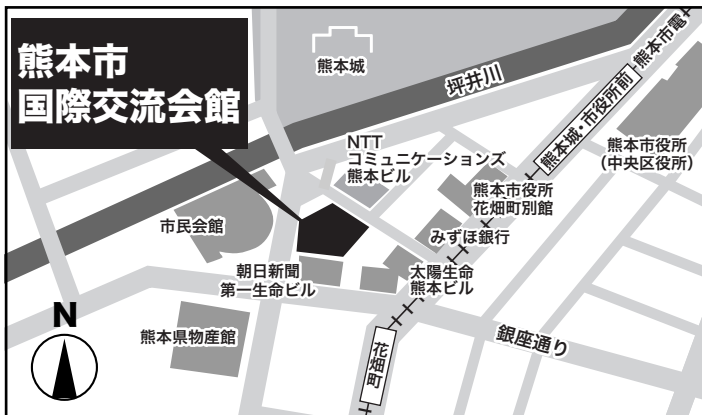 熊本市
国際交流会館
熊本城
坪井川
熊本城・市役所前
熊本市電
NTT
コミュニケーションズ
熊本ビル
熊本市役所
(中央区役所)
熊本市役所
花畑町別館
市民会館
みずほ銀行
朝日新聞
第一生命ビル
太陽生命
熊本ビル
N
熊本県物産館
花畑町
銀座通り